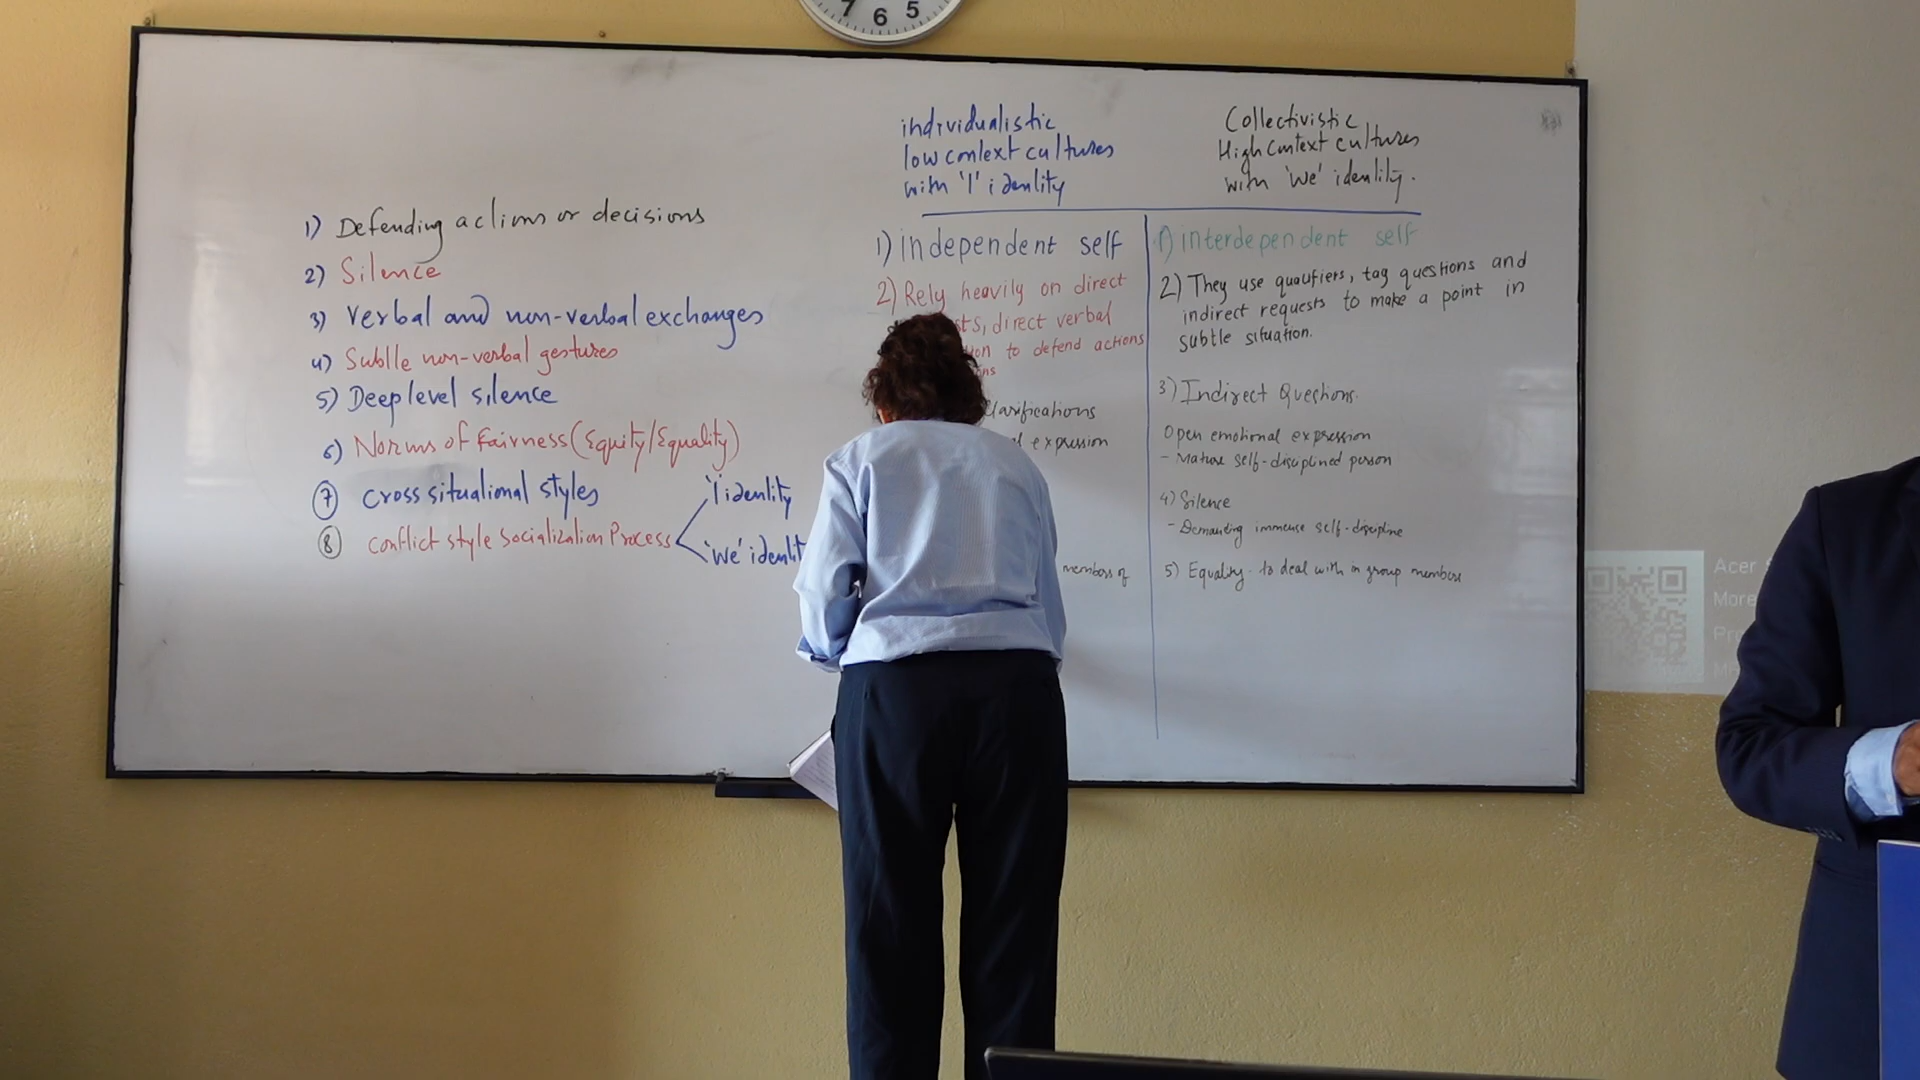 7 6 5
1) Defending actions or decisions
2) Silence
3) Verbal and non-verbal exchanges
4) Subtle non-verbal gestures
5) Deep level silence
6) Norms of Fairness (Equity/Equality)
7 Cross situational styles
8 Conflict style Socialization Process
'I' identity
'We' identit
individualistic
low context cultures
with 'I' identity
Collectivistic
High Context cultures
with 'We' identity.
1) independent self
2) Rely heavily on direct
sts, direct verbal
ion to defend actions
ns
Clarifications
expression
members of
1) interdependent self
2) They use qualifiers, tag questions and
indirect requests to make a point in
subtle situation.
3) Indirect Questions.
Open emotional expression
- Mature self-disciplined person
4) Silence
- Demanding immense self-discipline
5) Equality - to deal with in group members
Acer
More
Pr